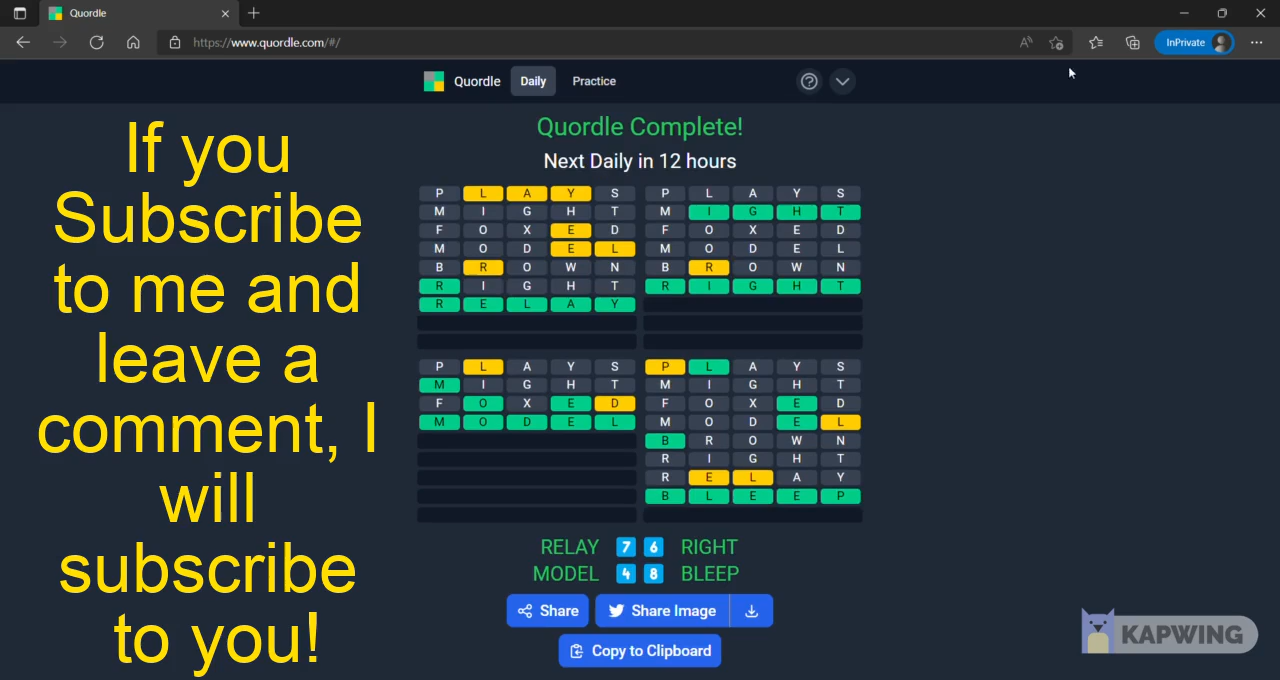 Quordle
https://www.quordle.com/#/
InPrivate
Quordle Daily Practice
Quordle Complete!
Next Daily in 12 hours
P L A Y S
M I G H T
F O X E D
M O D E L
B R O W N
R I G H T
R E L A Y
P L A Y S
M I G H T
F O X E D
M O D E L
B R O W N
R I G H T
P L A Y S
M I G H T
F O X E D
M O D E L
P L A Y S
M I G H T
F O X E D
M O D E L
B R O W N
R I G H T
R E L A Y
B L E E P
RELAY 7 6 RIGHT
MODEL 4 8 BLEEP
Share Share Image
Copy to Clipboard
If you
Subscribe
to me and
leave a
comment, I
will
subscribe
to you!
KAPWING